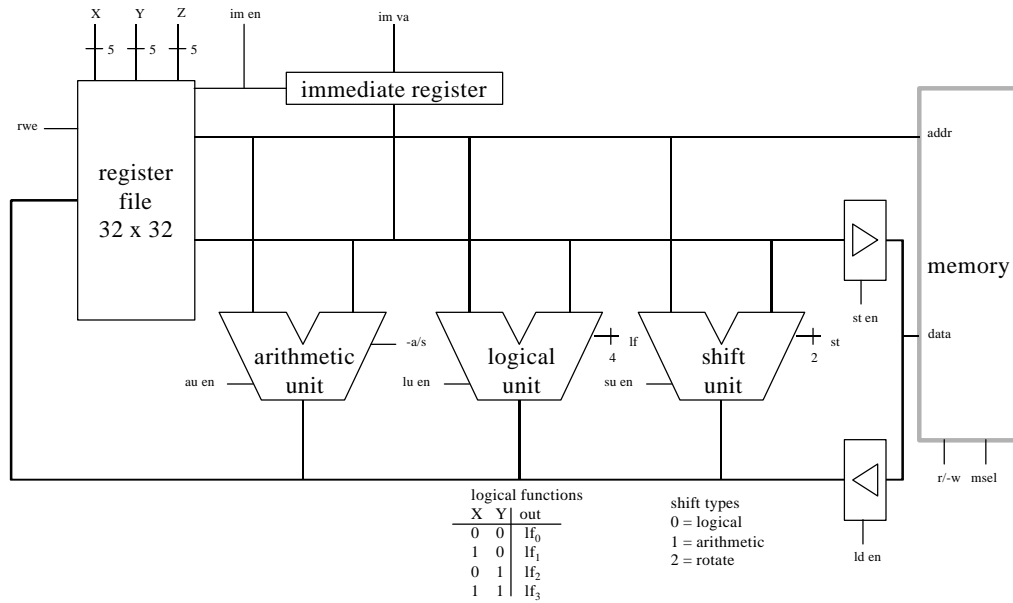 X Y Z im en im va
5 5 5
immediate register
rwe
addr
register
file
32 x 32
memory
st en
data
arithmetic
unit
-a/s
au en
logical
unit
lf
4
lu en
shift
unit
st
2
su en
r/-w msel
ld en
logical functions
X Y out
0 0 lf0
1 0 lf1
0 1 lf2
1 1 lf3
shift types
0 = logical
1 = arithmetic
2 = rotate